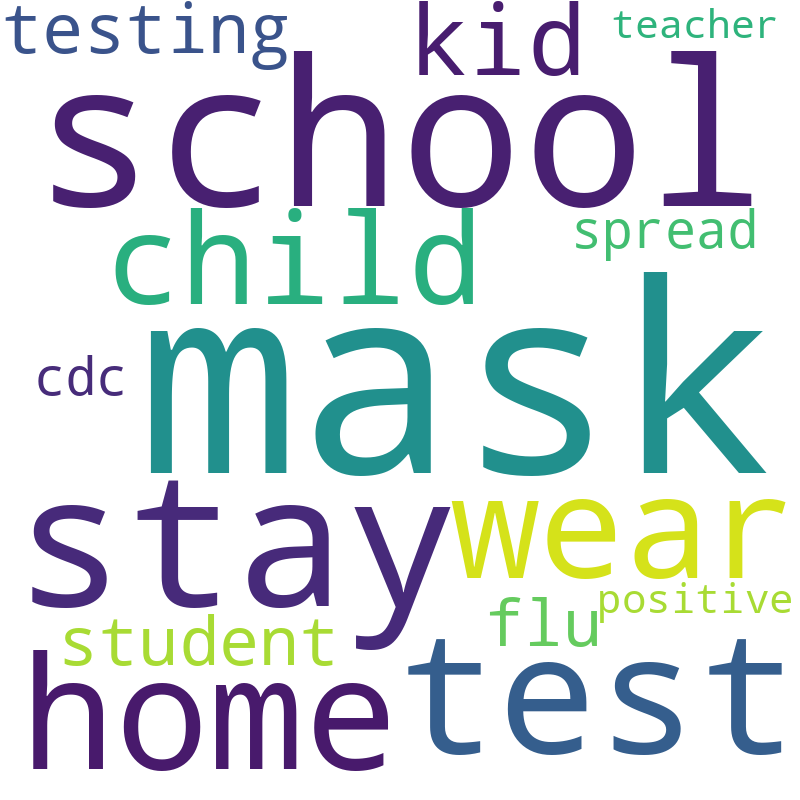 testing kid teacher
school
child spread
cdc mask
stay wear
student flu positive
home test